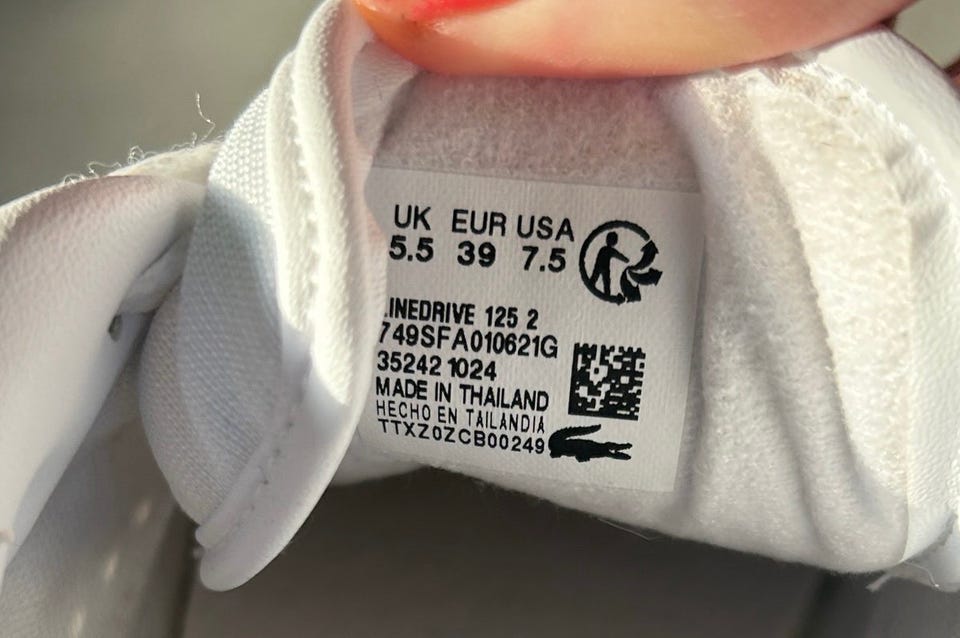 UK EUR USA
5.5 39 7.5
.INEDRIVE 125 2
749SFA010621G
35242 1024
MADE IN THAILAND
HECHO EN TAILANDIA
TTXZ0ZCB00249